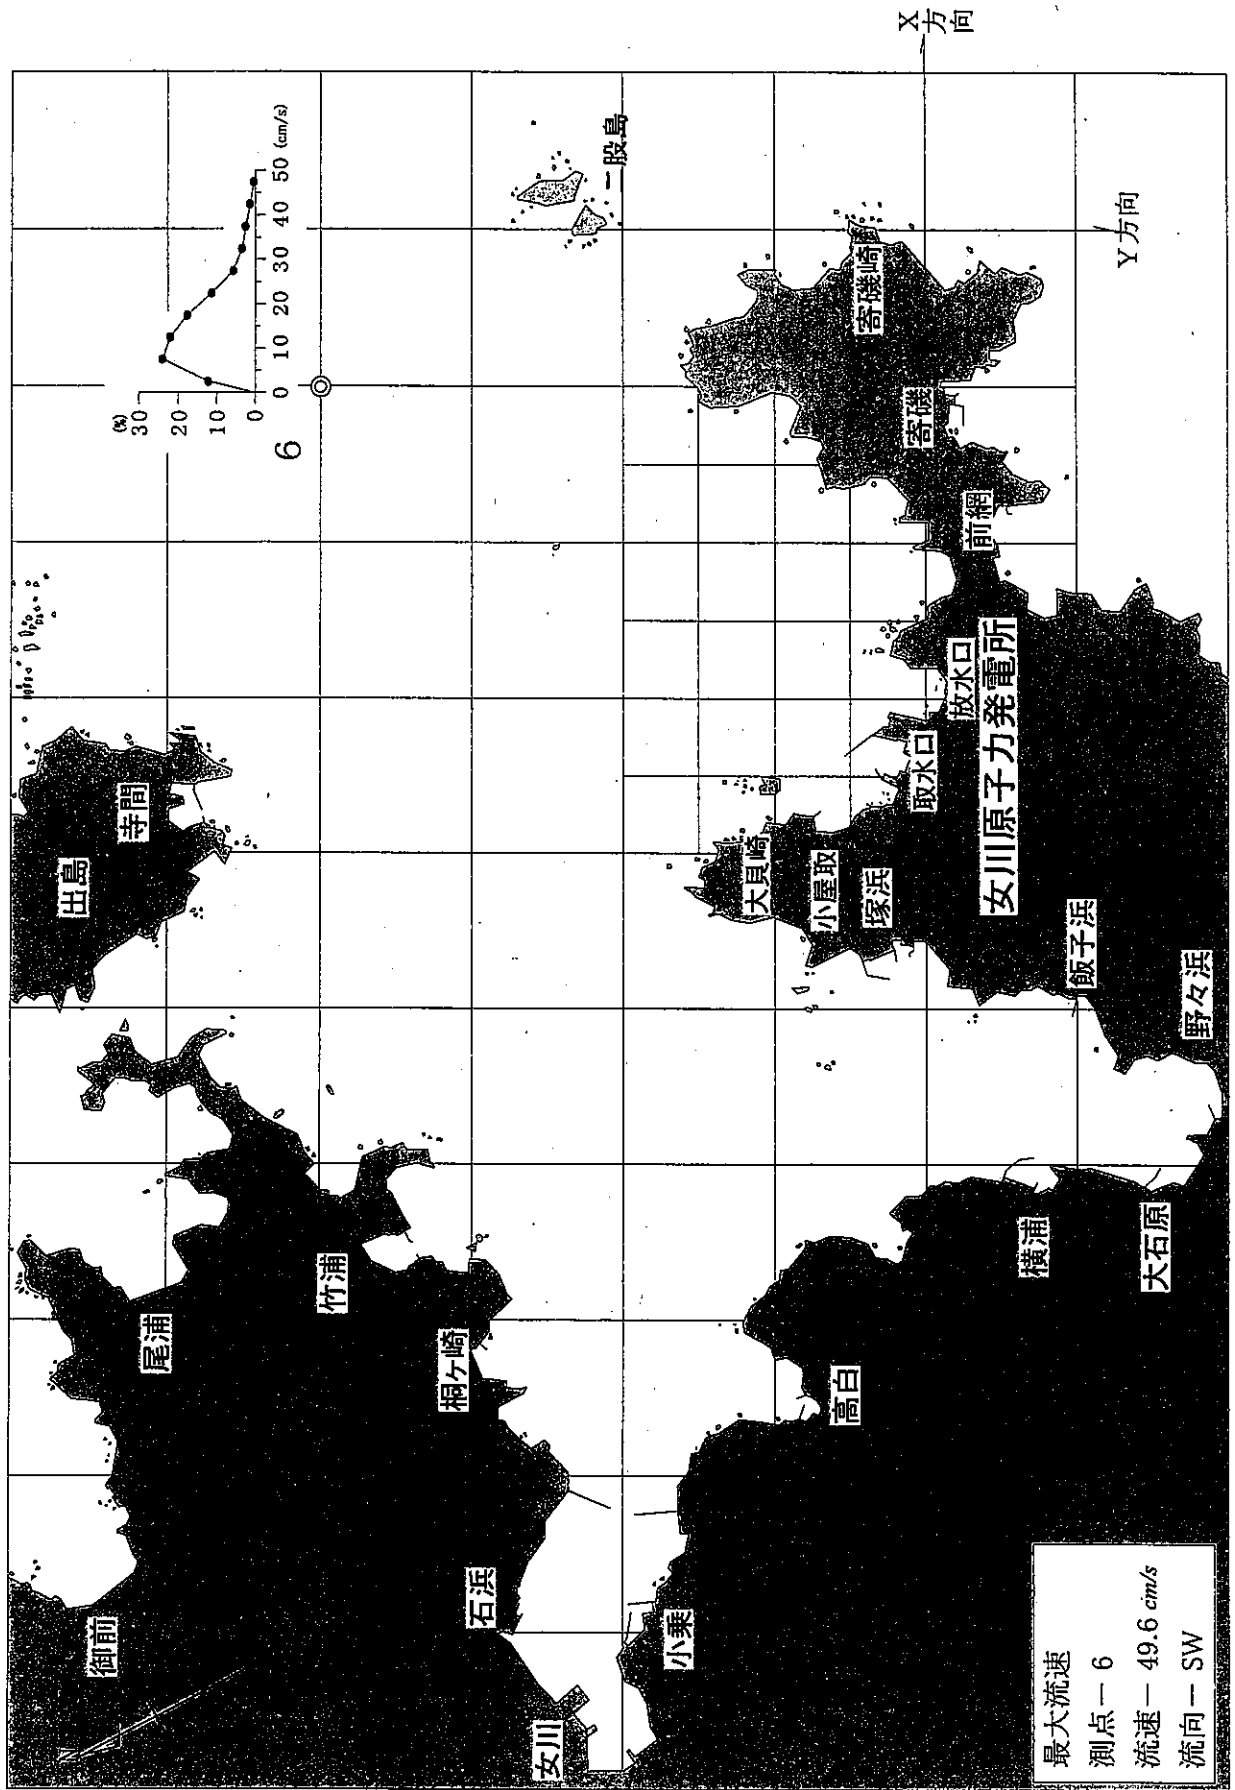 X
方向
(%)
30
20
10
0
0 10 20 30 40 50 (cm/s)
6
二股島
Y方向
寄磯崎
寄磯
前網
出島
寺間
大貝崎
小屋取
塚浜
取水口
放水口
女川原子力発電所
飯子浜
野々浜
尾浦
竹浦
桐ヶ崎
横浦
大石原
高白
御前
石浜
小乗
女川
最大流速
測点－6
流速－49.6 cm/s
流向－SW